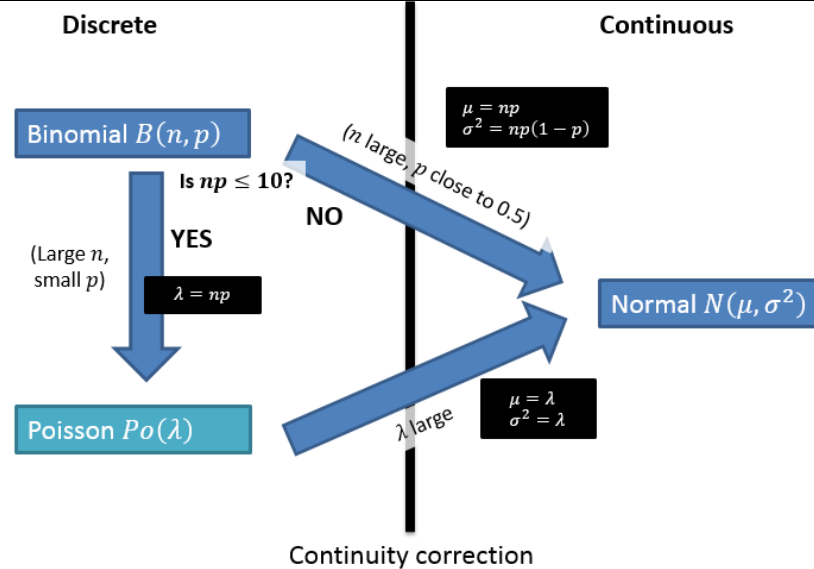 Discrete
Continuous
μ = np
σ² = np(1 − p)
Binomial B(n, p)
(n large, p close to 0.5)
Is np ≤ 10?
NO
YES
(Large n,
small p)
λ = np
Normal N(μ, σ²)
μ = λ
σ² = λ
Poisson Po(λ)
λ large
Continuity correction